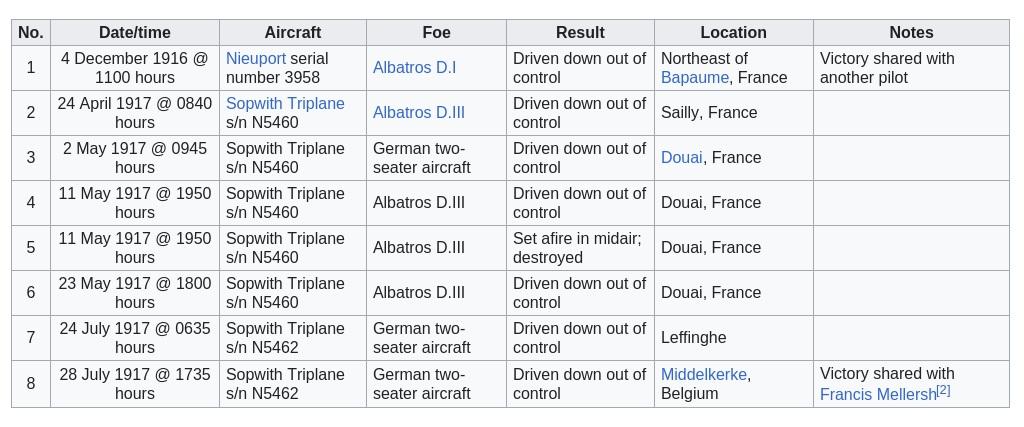 No. Date/time Aircraft Foe Result Location Notes
1 4 December 1916 @ 1100 hours Nieuport serial number 3958 Albatros D.I Driven down out of control Northeast of Bapaume, France Victory shared with another pilot
2 24 April 1917 @ 0840 hours Sopwith Triplane s/n N5460 Albatros D.III Driven down out of control Sailly, France
3 2 May 1917 @ 0945 hours Sopwith Triplane s/n N5460 German two-seater aircraft Driven down out of control Douai, France
4 11 May 1917 @ 1950 hours Sopwith Triplane s/n N5460 Albatros D.III Driven down out of control Douai, France
5 11 May 1917 @ 1950 hours Sopwith Triplane s/n N5460 Albatros D.III Set afire in midair; destroyed Douai, France
6 23 May 1917 @ 1800 hours Sopwith Triplane s/n N5460 Albatros D.III Driven down out of control Douai, France
7 24 July 1917 @ 0635 hours Sopwith Triplane s/n N5462 German two-seater aircraft Driven down out of control Leffinghe
8 28 July 1917 @ 1735 hours Sopwith Triplane s/n N5462 German two-seater aircraft Driven down out of control Middelkerke, Belgium Victory shared with Francis Mellersh[2]